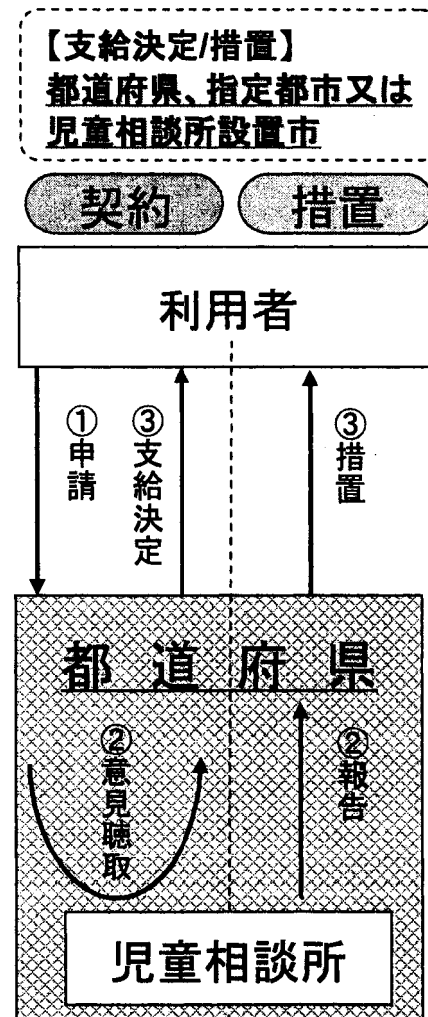 【支給決定/措置】
都道府県、指定都市又は
児童相談所設置市
契約
措置
利用者
①申請
③支給決定
③措置
都道府県
②意見聴取
②報告
児童相談所